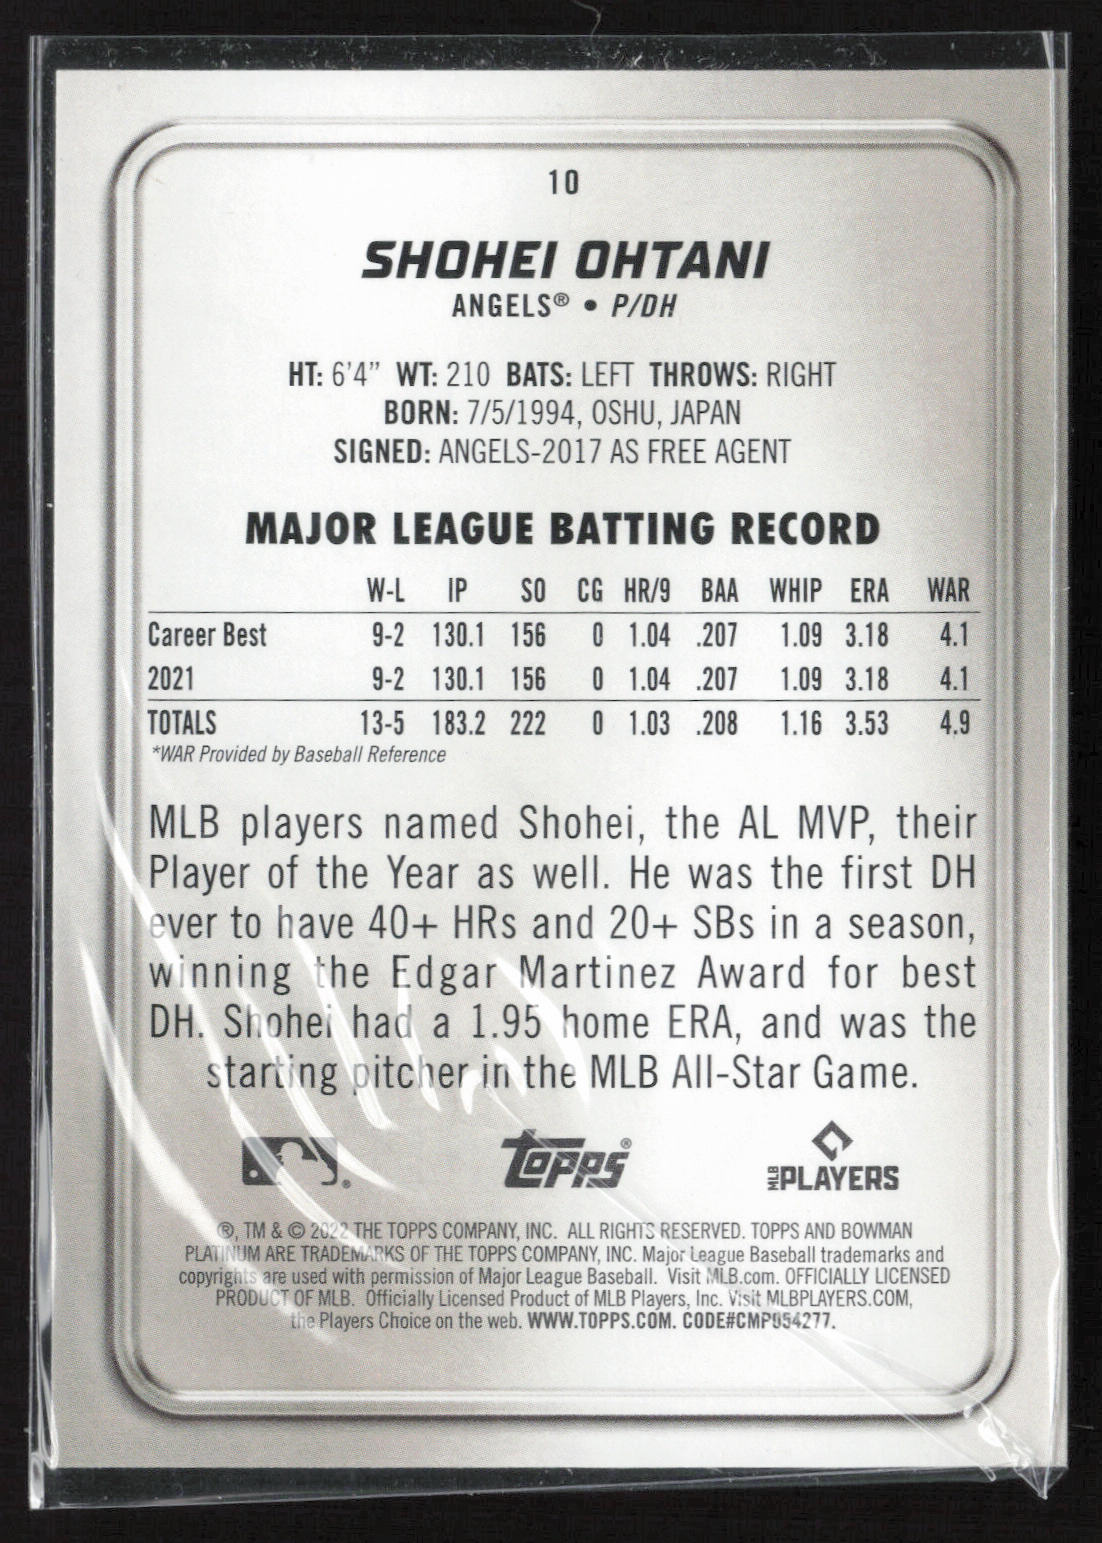 10
SHOHEI OHTANI
ANGELS® • P/DH
HT: 6'4" WT: 210 BATS: LEFT THROWS: RIGHT
BORN: 7/5/1994, OSHU, JAPAN
SIGNED: ANGELS-2017 AS FREE AGENT
MAJOR LEAGUE BATTING RECORD
W-L IP SO CG HR/9 BAA WHIP ERA WAR
Career Best 9-2 130.1 156 0 1.04 .207 1.09 3.18 4.1
2021 9-2 130.1 156 0 1.04 .207 1.09 3.18 4.1
TOTALS 13-5 183.2 222 0 1.03 .208 1.16 3.53 4.9
*WAR Provided by Baseball Reference
MLB players named Shohei, the AL MVP, their
Player of the Year as well. He was the first DH
ever to have 40+ HRs and 20+ SBs in a season,
winning the Edgar Martinez Award for best
DH. Shohei had a 1.95 home ERA, and was the
starting pitcher in the MLB All-Star Game.
® topps® MLB PLAYERS
®, TM & © 2022 THE TOPPS COMPANY, INC. ALL RIGHTS RESERVED. TOPPS AND BOWMAN
PLATINUM ARE TRADEMARKS OF THE TOPPS COMPANY, INC. Major League Baseball trademarks and
copyrights are used with permission of Major League Baseball. Visit MLB.com. OFFICIALLY LICENSED
PRODUCT OF MLB. Officially Licensed Product of MLB Players, Inc. Visit MLBPLAYERS.COM,
the Players Choice on the web. WWW.TOPPS.COM. CODE#CMP054277.